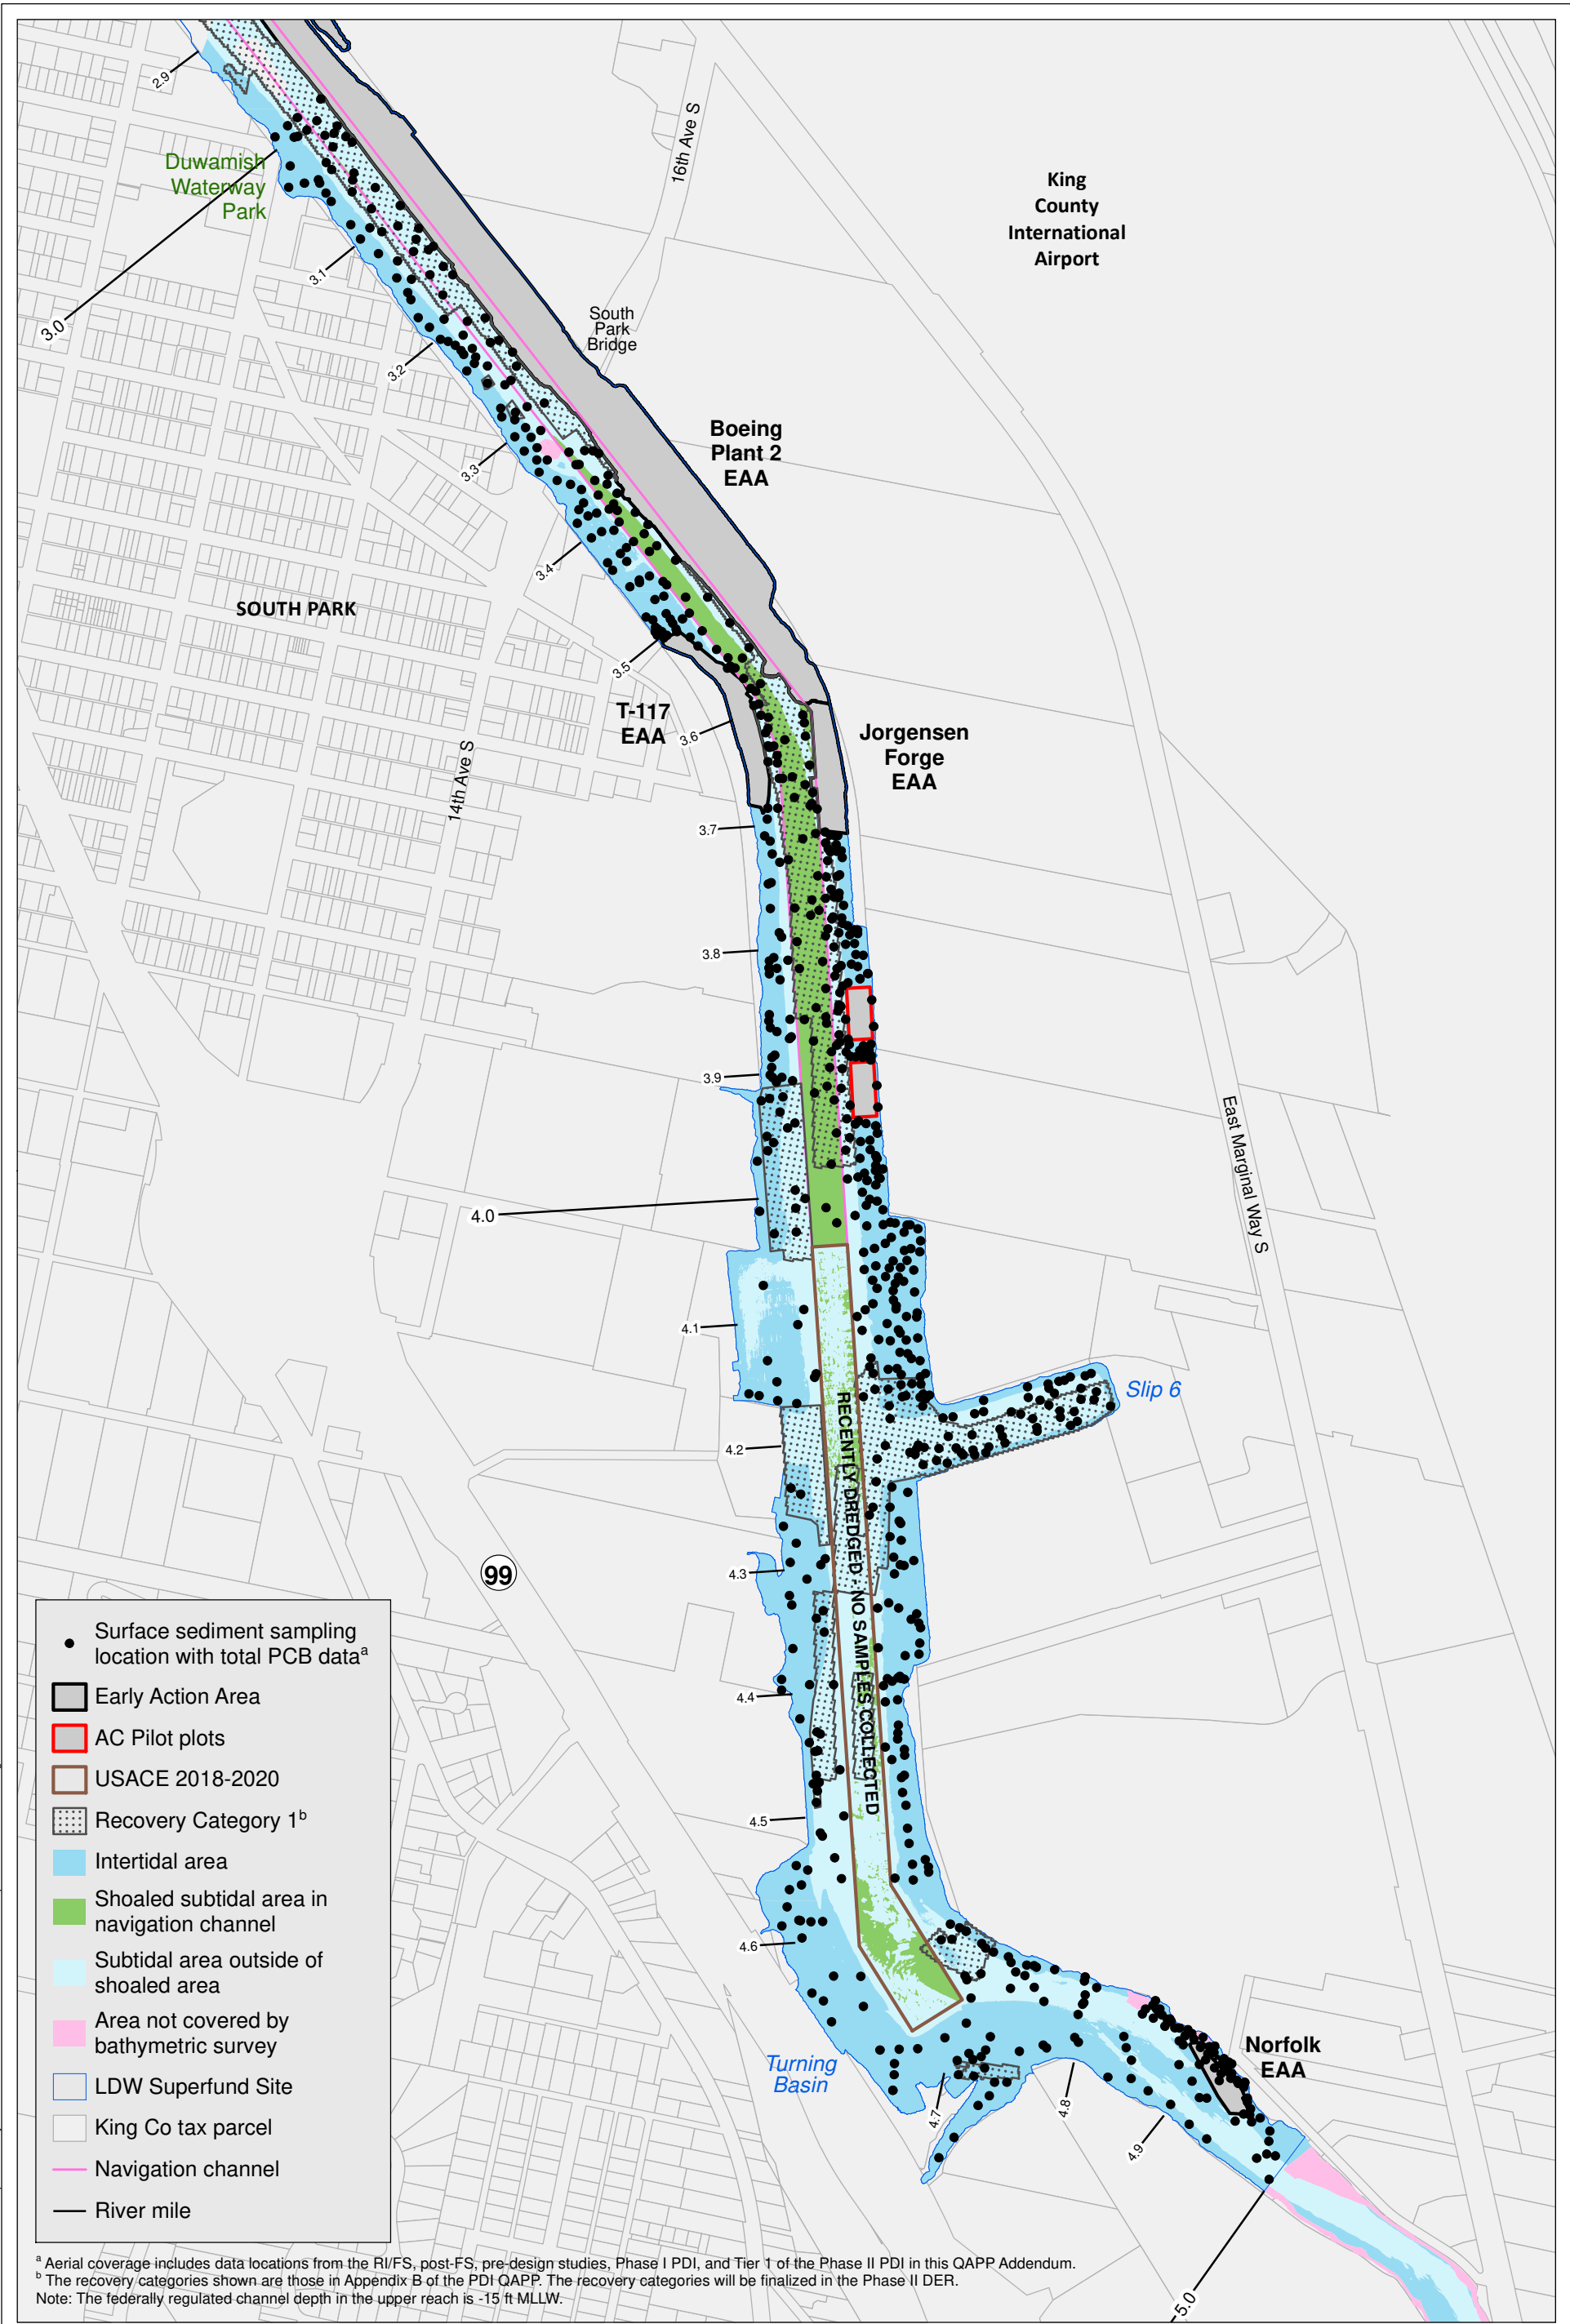 2.9
Duwamish
Waterway
Park
3.0
3.1
3.2
3.3
3.4
3.5
3.6
3.7
3.8
3.9
4.0
4.1
4.2
4.3
4.4
4.5
4.6
4.7
4.8
4.9
5.0
16th Ave S
King
County
International
Airport
South
Park
Bridge
Boeing
Plant 2
EAA
SOUTH PARK
T-117
EAA
Jorgensen
Forge
EAA
14th Ave S
East Marginal Way S
Slip 6
RECENTLY DREDGED - NO SAMPLES COLLECTED
99
Turning
Basin
Norfolk
EAA
Surface sediment sampling
location with total PCB dataᵃ
Early Action Area
AC Pilot plots
USACE 2018-2020
Recovery Category 1ᵇ
Intertidal area
Shoaled subtidal area in
navigation channel
Subtidal area outside of
shoaled area
Area not covered by
bathymetric survey
LDW Superfund Site
King Co tax parcel
Navigation channel
River mile
ᵃ Aerial coverage includes data locations from the RI/FS, post-FS, pre-design studies, Phase I PDI, and Tier 1 of the Phase II PDI in this QAPP Addendum.
ᵇ The recovery categories shown are those in Appendix B of the PDI QAPP. The recovery categories will be finalized in the Phase II DER.
Note: The federally regulated channel depth in the upper reach is -15 ft MLLW.